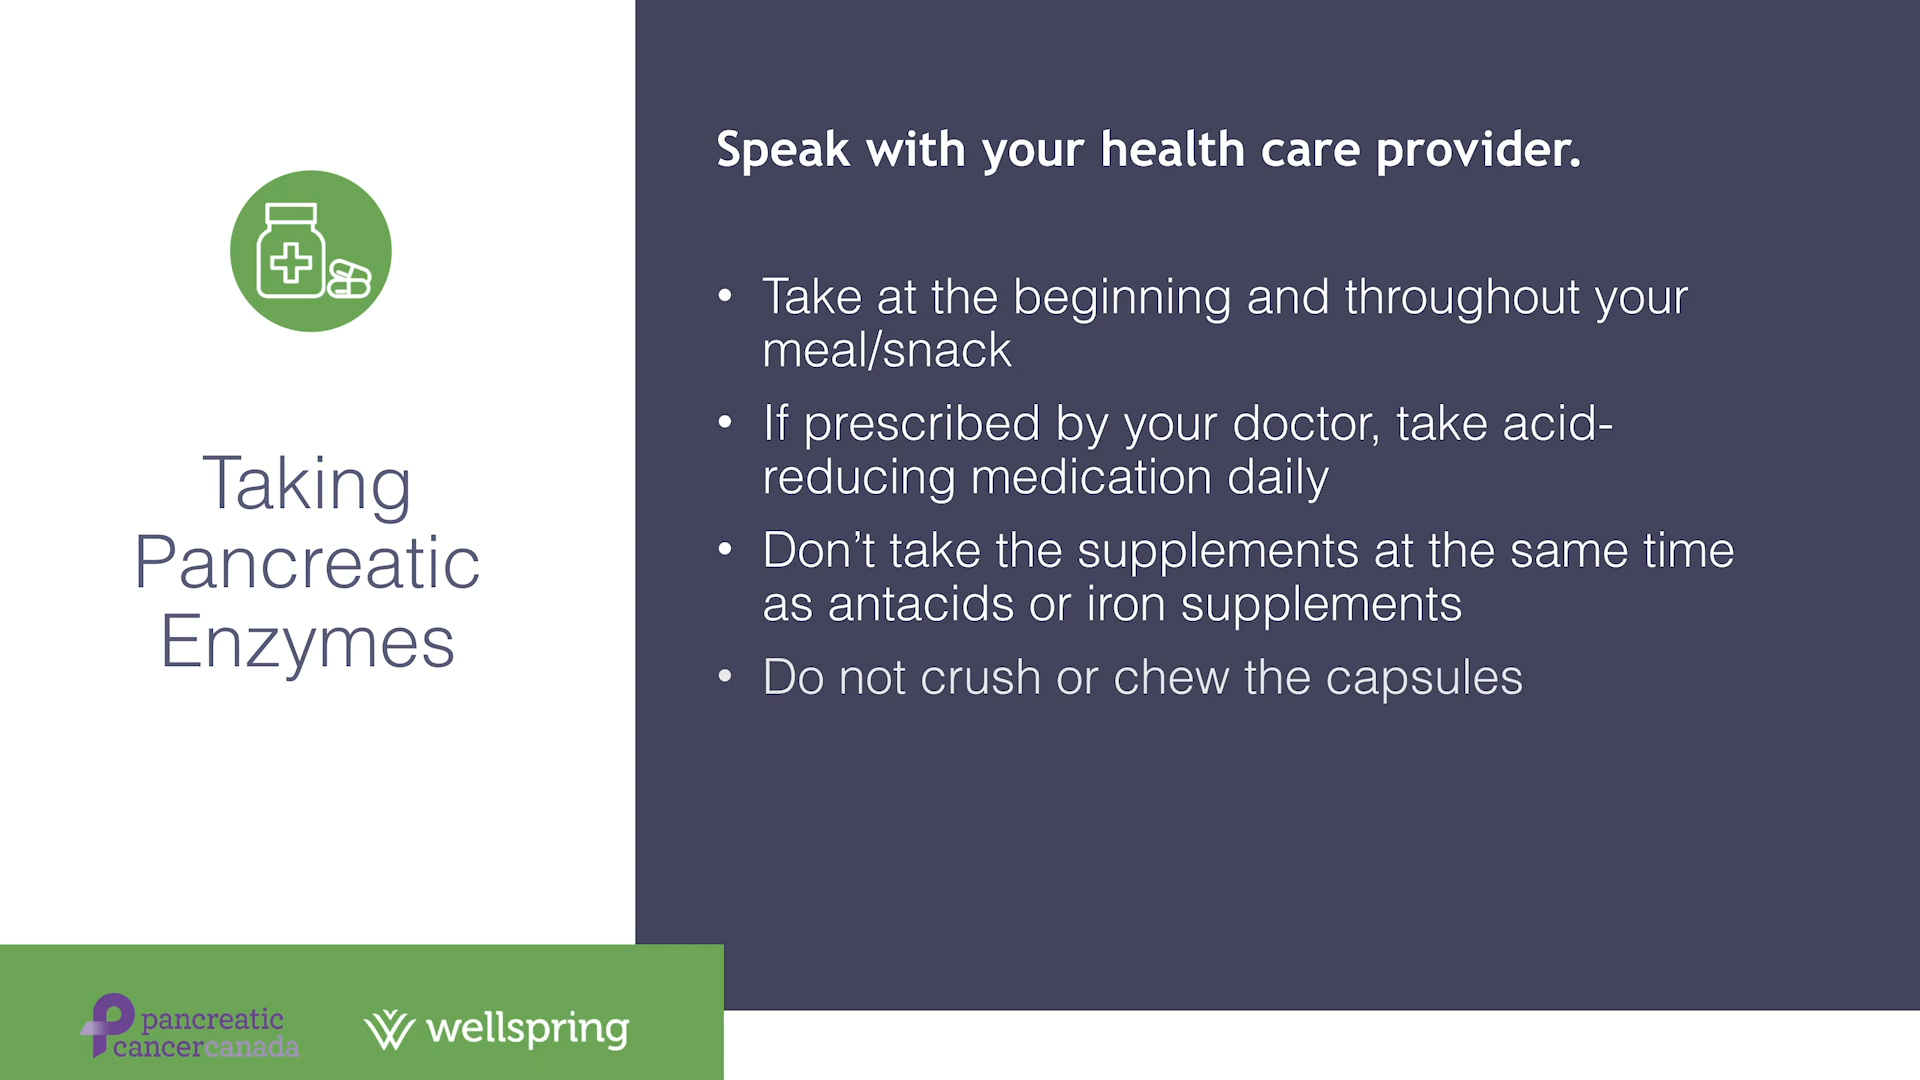 Taking
Pancreatic
Enzymes
Speak with your health care provider.
• Take at the beginning and throughout your
meal/snack
• If prescribed by your doctor, take acid-
reducing medication daily
• Don’t take the supplements at the same time
as antacids or iron supplements
• Do not crush or chew the capsules
pancreatic
cancercanada
wellspring